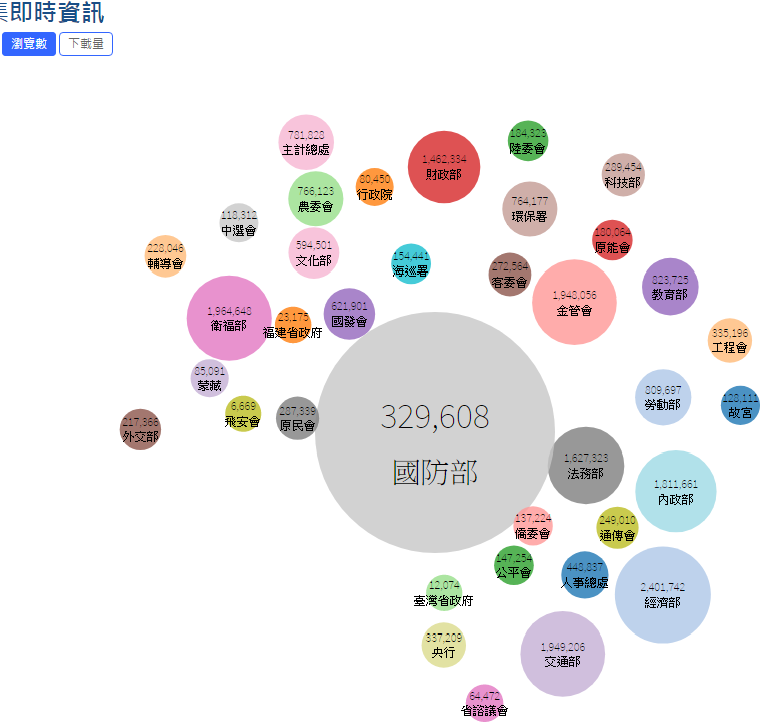 集即時資訊
瀏覽數 下載量
781,828
主計總處
1,462,334
財政部
184,323
陸委會
289,454
科技部
766,123
農委會
80,450
行政院
764,177
環保署
118,312
中選會
228,046
輔導會
594,501
文化部
154,441
海巡署
272,564
客委會
180,064
原能會
823,725
教育部
1,964,648
衛福部
23,175
福建省政府
621,901
國發會
1,948,056
金管會
335,196
工程會
85,091
蒙藏
6,669
飛安會
287,339
原民會
217,366
外交部
329,608
國防部
809,697
勞動部
128,111
故宮
1,627,323
法務部
1,811,661
內政部
137,224
僑委會
249,010
通傳會
147,254
公平會
448,837
人事總處
2,401,742
經濟部
12,074
臺灣省政府
337,209
央行
1,949,206
交通部
64,472
省諮議會